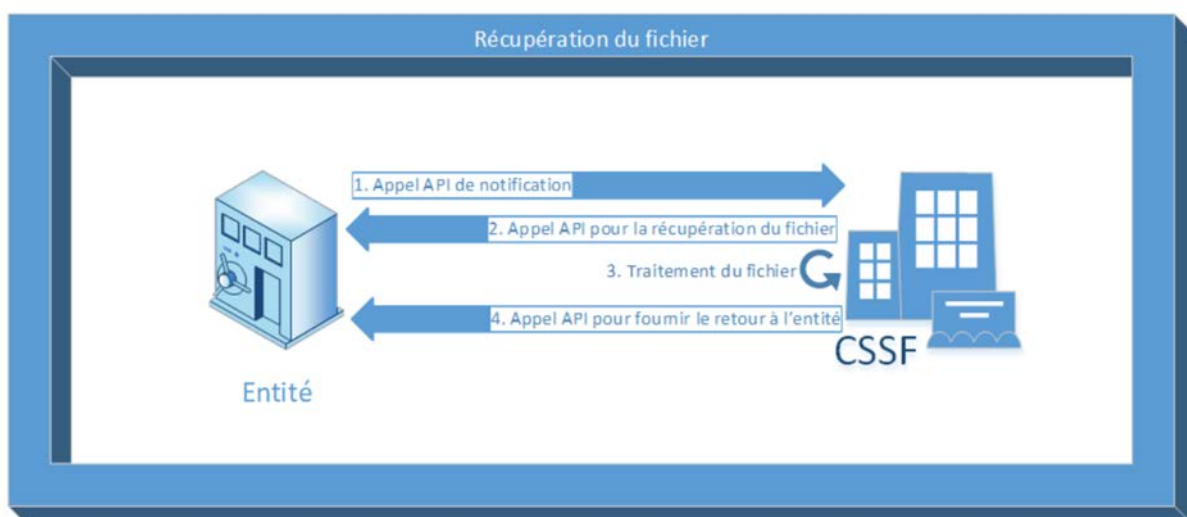 Récupération du fichier
1. Appel API de notification
2. Appel API pour la récupération du fichier
3. Traitement du fichier
4. Appel API pour fournir le retour à l’entité
CSSF
Entité